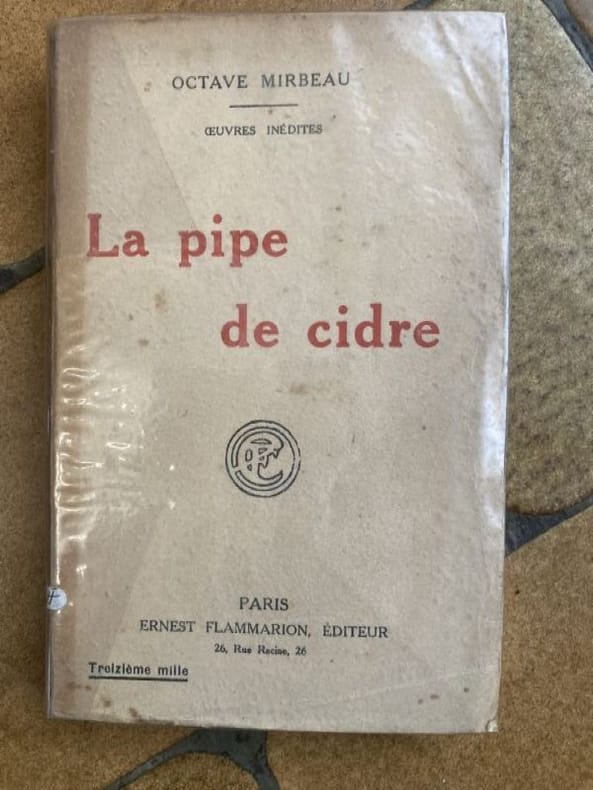 OCTAVE MIRBEAU
ŒUVRES INÉDITES
La pipe
de cidre
PARIS
ERNEST FLAMMARION, ÉDITEUR
26, Rue Racine, 26
Treizième mille